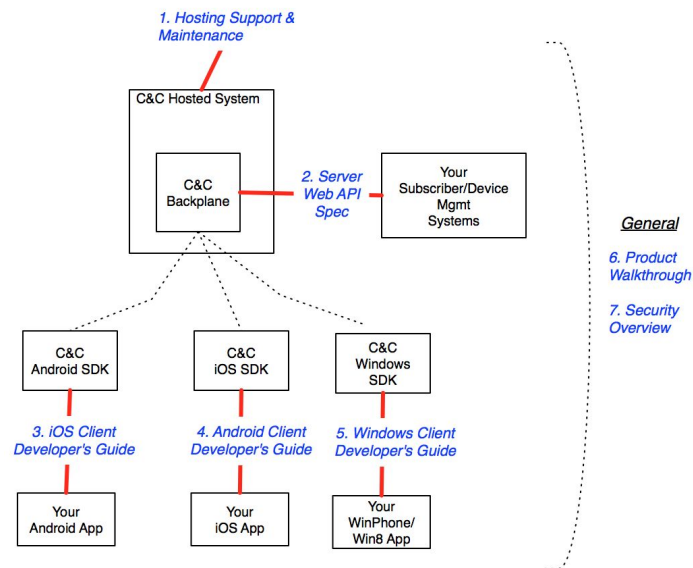 1. Hosting Support &
Maintenance
C&C Hosted System
C&C
Backplane
2. Server
Web API
Spec
Your
Subscriber/Device
Mgmt
Systems
General
6. Product
Walkthrough
7. Security
Overview
C&C
Android SDK
C&C
iOS SDK
C&C
Windows
SDK
3. iOS Client
Developer's Guide
4. Android Client
Developer's Guide
5. Windows Client
Developer's Guide
Your
Android App
Your
iOS App
Your
WinPhone/
Win8 App